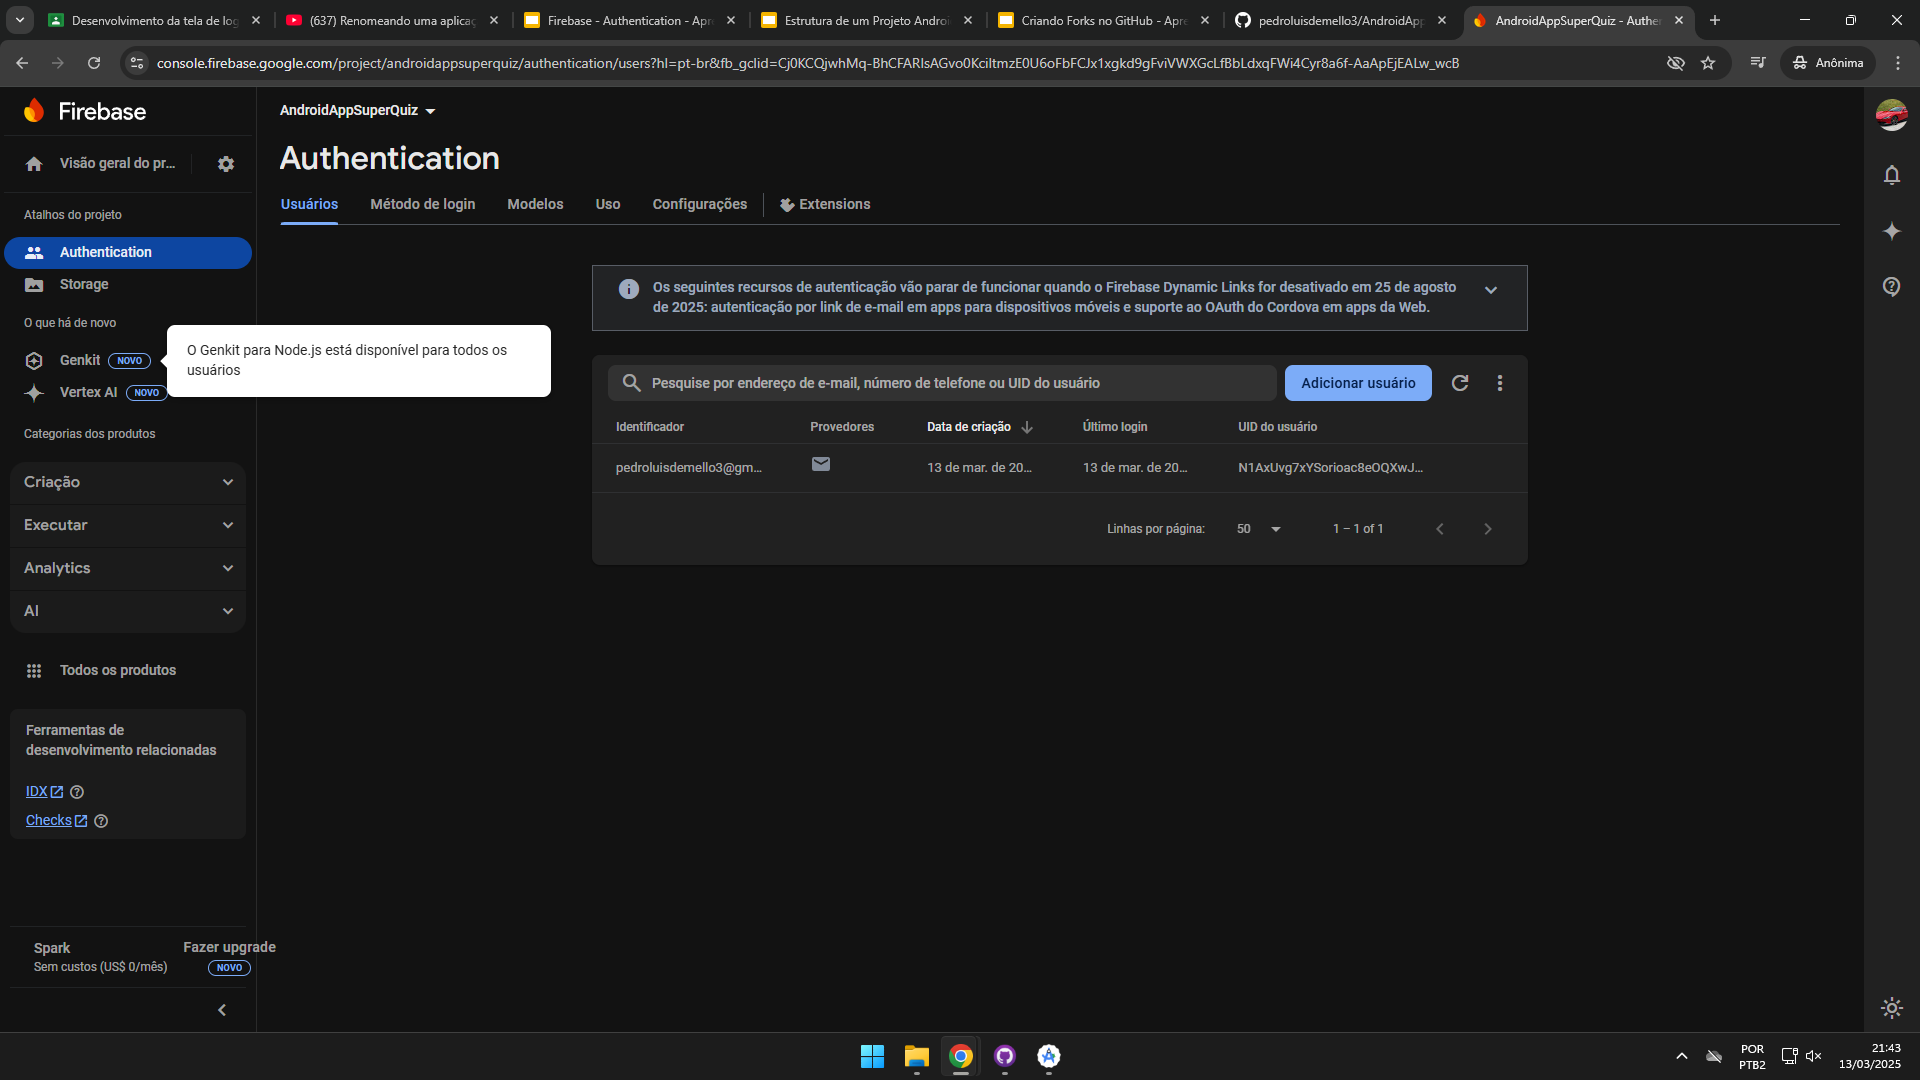 Desenvolvimento da tela de log
(637) Renomeando uma aplicaç
Firebase - Authentication - Apre
Estrutura de um Projeto Androi
Criando Forks no GitHub - Apre
pedroluisdemello3/AndroidApp
AndroidAppSuperQuiz - Authe
console.firebase.google.com/project/androidappsuperquiz/authentication/users?hl=pt-br&fb_gclid=Cj0KCQjwhMq-BhCFARIsAGvo0KciltmzE0U6oFbFCJx1xgkd9gFviVWXGcLfBbLdxqFWi4Cyr8a6f-AaApEjEALw_wcB
Anônima
Firebase
Visão geral do pr...
Atalhos do projeto
Authentication
Storage
O que há de novo
Genkit NOVO
Vertex AI NOVO
O Genkit para Node.js está disponível para todos os
usuários
Categorias dos produtos
Criação
Executar
Analytics
AI
Todos os produtos
Ferramentas de
desenvolvimento relacionadas
IDX
Checks
Spark
Sem custos (US$ 0/mês)
Fazer upgrade
NOVO
AndroidAppSuperQuiz
Authentication
Usuários Método de login Modelos Uso Configurações Extensions
Os seguintes recursos de autenticação vão parar de funcionar quando o Firebase Dynamic Links for desativado em 25 de agosto
de 2025: autenticação por link de e-mail em apps para dispositivos móveis e suporte ao OAuth do Cordova em apps da Web.
Pesquise por endereço de e-mail, número de telefone ou UID do usuário
Adicionar usuário
Identificador Provedores Data de criação Último login UID do usuário
pedroluisdemello3@gm... 13 de mar. de 20... 13 de mar. de 20... N1AxUvg7xYSorioac8eOQXwJ...
Linhas por página: 50 1 – 1 of 1
POR
PTB2
21:43
13/03/2025